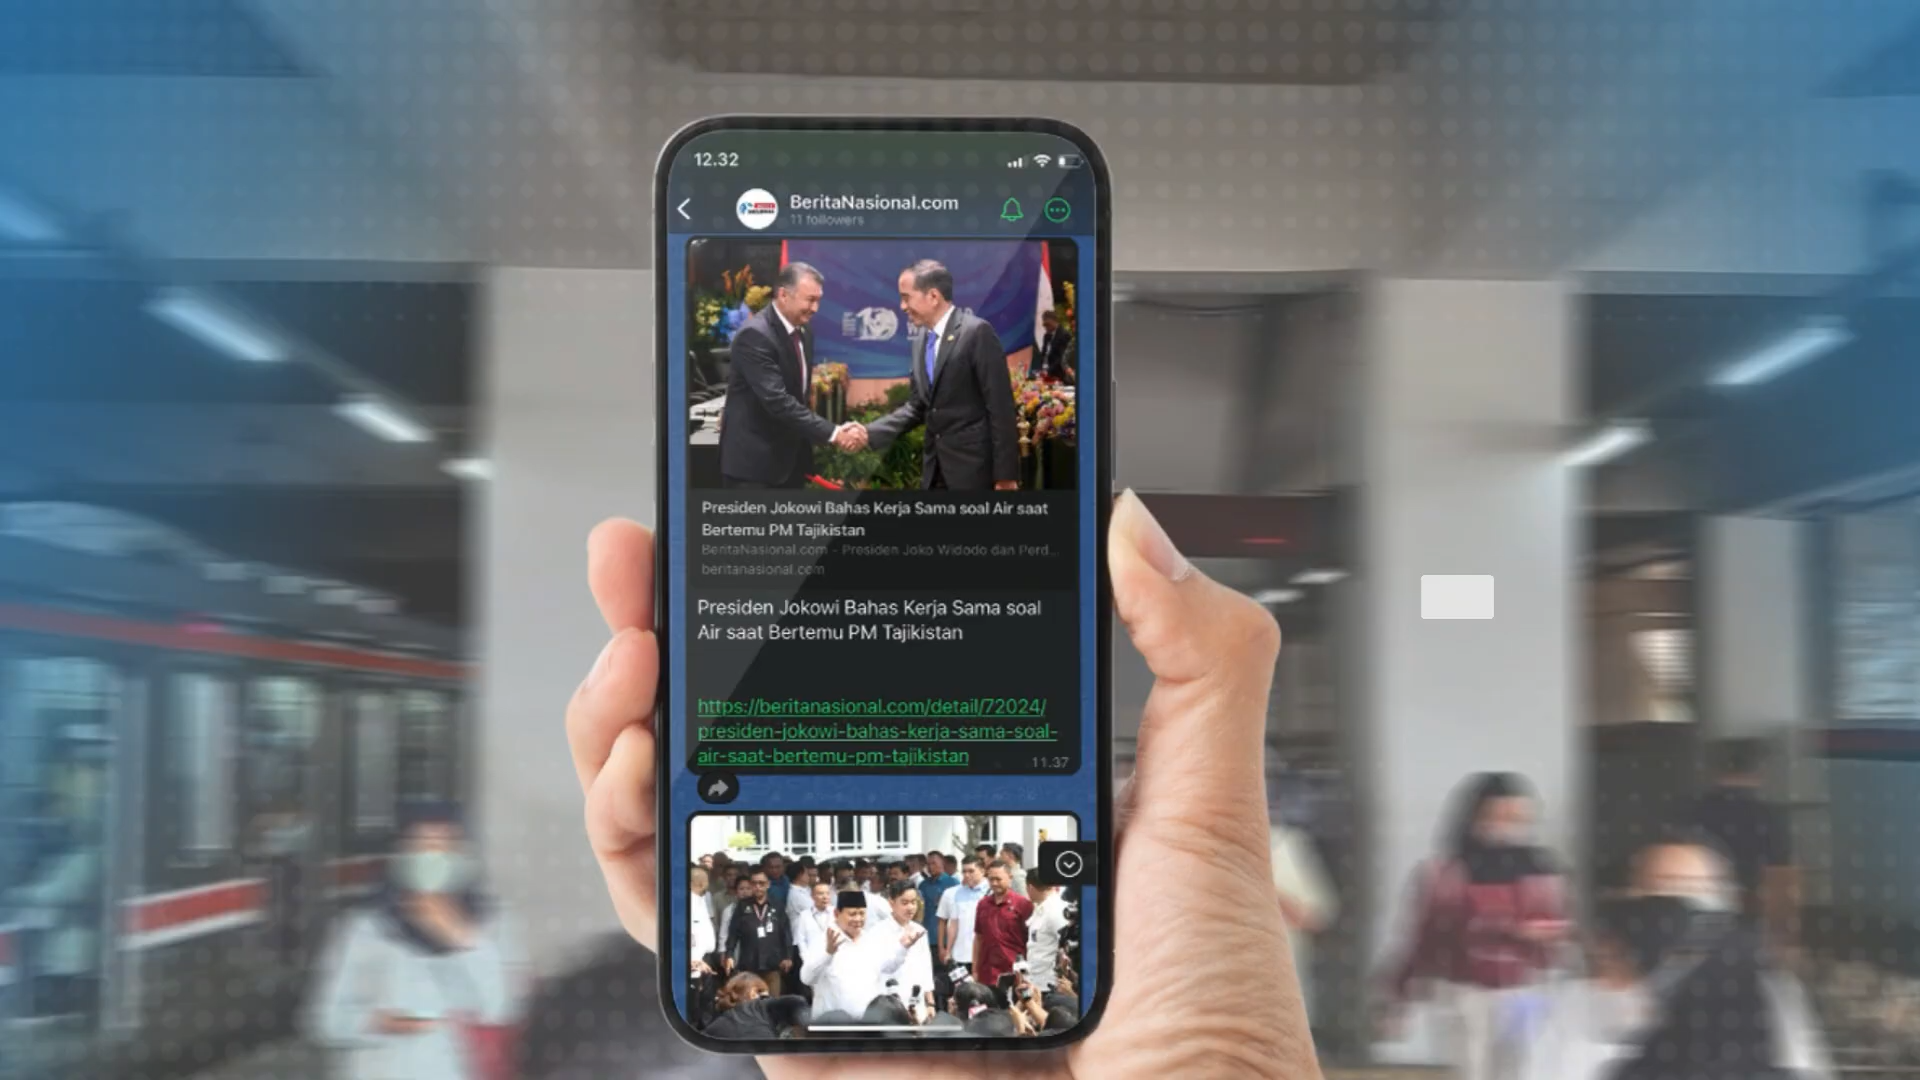 12.32
BeritaNasional.com
11 followers
10
Presiden Jokowi Bahas Kerja Sama soal Air saat
Bertemu PM Tajikistan
BeritaNasional.com - Presiden Joko Widodo dan Perd...
beritanasional.com
Presiden Jokowi Bahas Kerja Sama soal
Air saat Bertemu PM Tajikistan
https://beritanasional.com/detail/72024/
presiden-jokowi-bahas-kerja-sama-soal-
air-saat-bertemu-pm-tajikistan
11.37